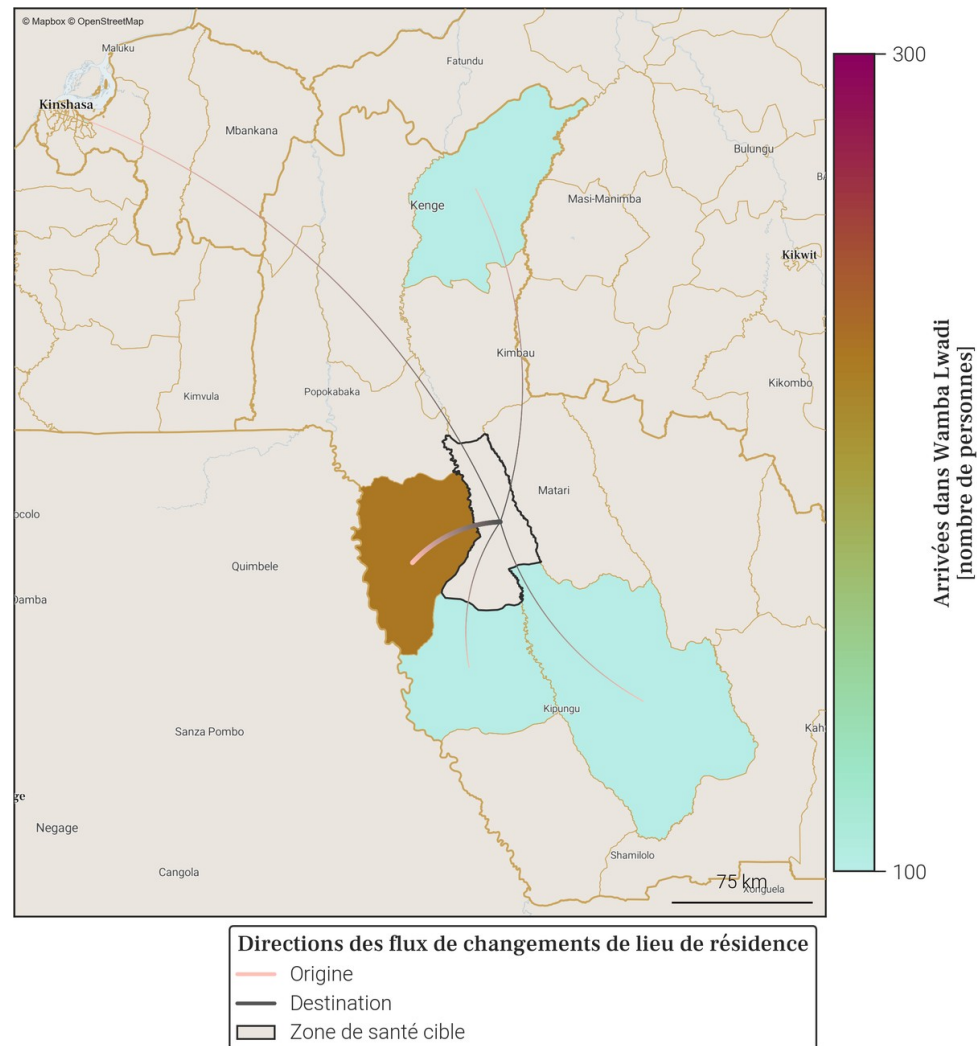 © Mapbox © OpenStreetMap
Maluku
Fatundu
Kinshasa
Mbankana
Bulungu
Kenge
Masi-Manimba
Kikwit
Kimbau
Kikombo
Kimvula
Popokabaka
Matari
Quimbele
Kipungu
Sanza Pombo
Negage
Shamilolo
Cangola
75 km
Xonguela
300
100
Arrivées dans Wamba Lwadi
[nombre de personnes]
Directions des flux de changements de lieu de résidence
Origine
Destination
Zone de santé cible